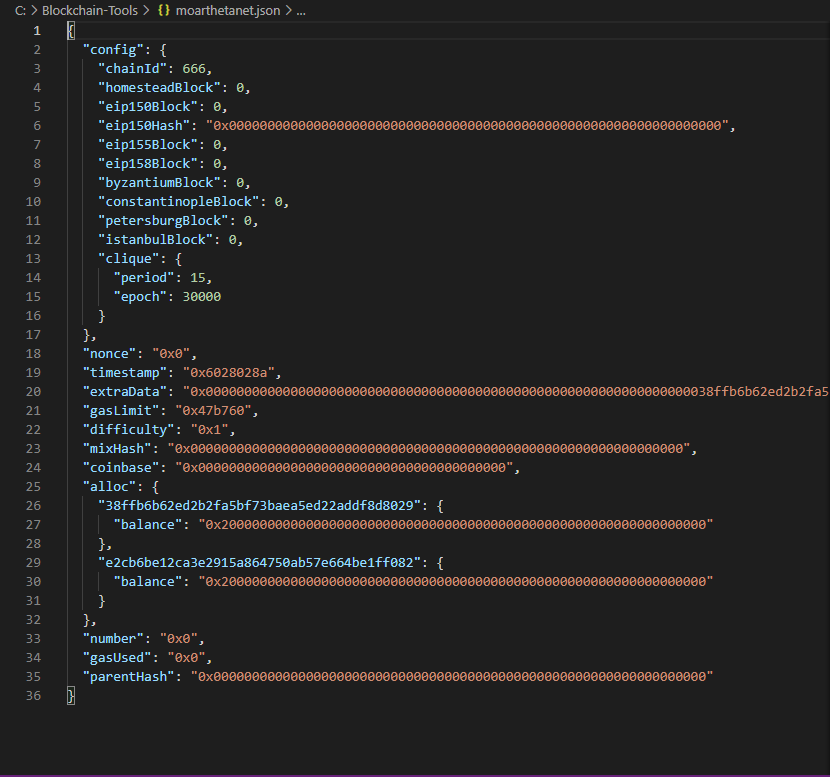 C: > Blockchain-Tools > {} moarthetanet.json > ...
1 {
2 "config": {
3 "chainId": 666,
4 "homesteadBlock": 0,
5 "eip150Block": 0,
6 "eip150Hash": "0x0000000000000000000000000000000000000000000000000000000000000000",
7 "eip155Block": 0,
8 "eip158Block": 0,
9 "byzantiumBlock": 0,
10 "constantinopleBlock": 0,
11 "petersburgBlock": 0,
12 "istanbulBlock": 0,
13 "clique": {
14 "period": 15,
15 "epoch": 30000
16 }
17 },
18 "nonce": "0x0",
19 "timestamp": "0x6028028a",
20 "extraData": "0x000000000000000000000000000000000000000000000000000000000000000038ffb6b62ed2b2fa5
21 "gasLimit": "0x47b760",
22 "difficulty": "0x1",
23 "mixHash": "0x0000000000000000000000000000000000000000000000000000000000000000",
24 "coinbase": "0x0000000000000000000000000000000000000000",
25 "alloc": {
26 "38ffb6b62ed2b2fa5bf73baea5ed22addf8d8029": {
27 "balance": "0x200000000000000000000000000000000000000000000000000000000000000"
28 },
29 "e2cb6be12ca3e2915a864750ab57e664be1ff082": {
30 "balance": "0x200000000000000000000000000000000000000000000000000000000000000"
31 }
32 },
33 "number": "0x0",
34 "gasUsed": "0x0",
35 "parentHash": "0x0000000000000000000000000000000000000000000000000000000000000000"
36 }